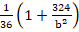 1/36 (1 + 324/b²)